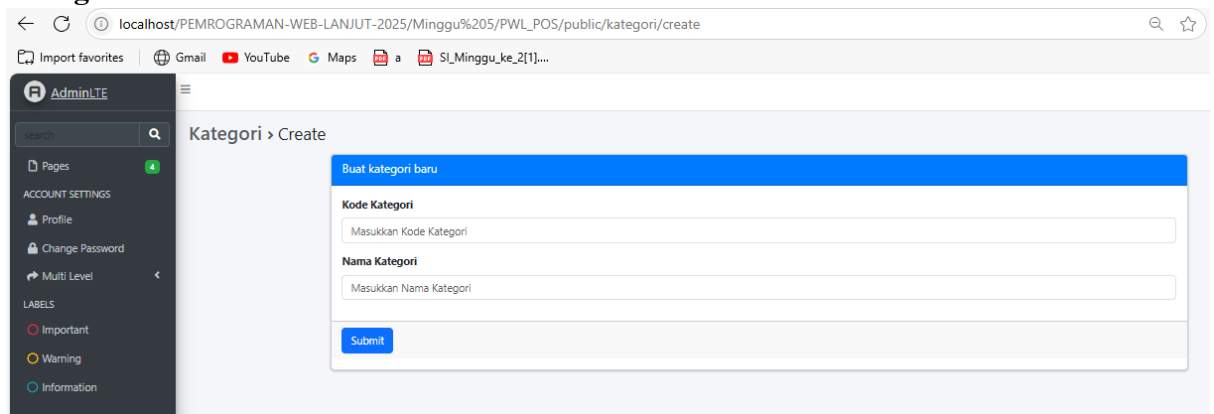 localhost/PEMROGRAMAN-WEB-LANJUT-2025/Minggu%205/PWL_POS/public/kategori/create
Import favorites Gmail YouTube Maps a SI_Minggu_ke_2[1]....
AdminLTE
search
Kategori › Create
Pages 4
ACCOUNT SETTINGS
Profile
Change Password
Multi Level
LABELS
Important
Warning
Information
Buat kategori baru
Kode Kategori
Masukkan Kode Kategori
Nama Kategori
Masukkan Nama Kategori
Submit